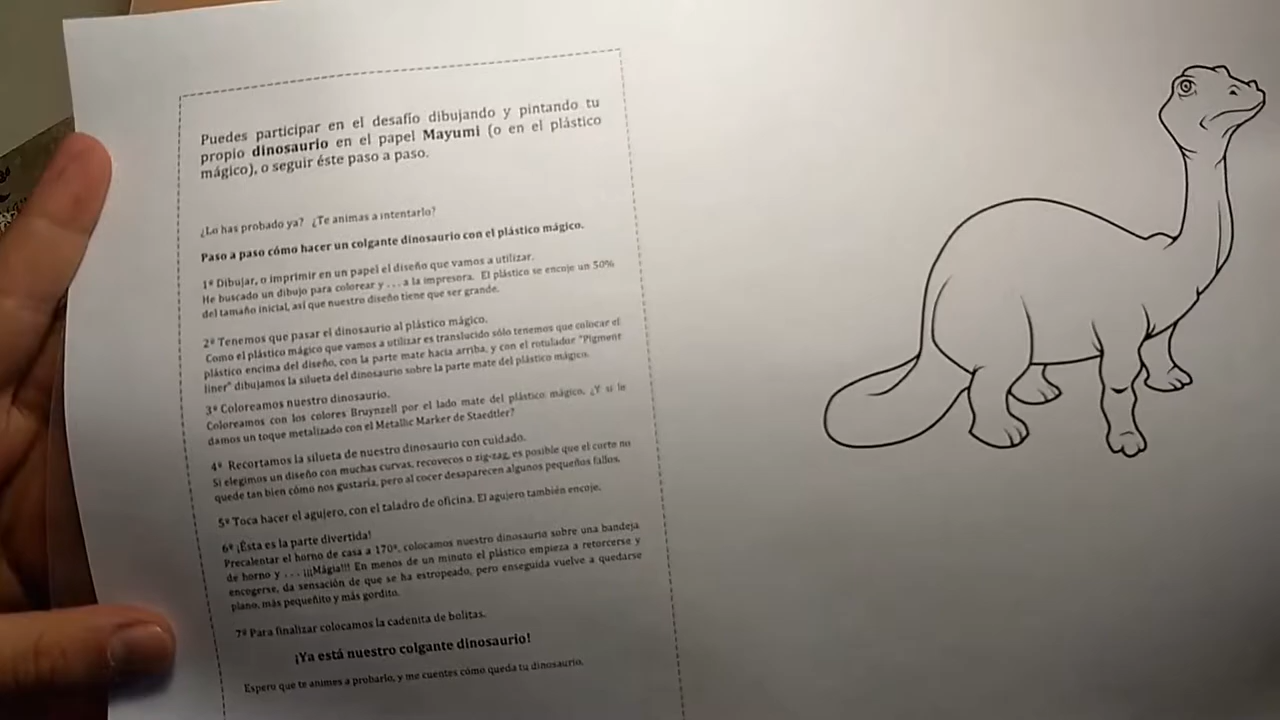 Puedes participar en el desafío dibujando y pintando tu
propio dinosaurio en el papel Mayumi (o en el plástico
mágico), o seguir éste paso a paso.
¿Lo has probado ya? ¿Te animas a intentarlo?
Paso a paso cómo hacer un colgante dinosaurio con el plástico mágico.
1º Dibujar, o imprimir en un papel el diseño que vamos a utilizar.
He buscado un dibujo para colorear y . . . a la impresora. El plástico se encoje un 50%
del tamaño inicial, así que nuestro diseño tiene que ser grande.
2º Tenemos que pasar el dinosaurio al plástico mágico.
Como el plástico mágico que vamos a utilizar es translucido sólo tenemos que colocar el
plástico encima del diseño, con la parte mate hacia arriba, y con el rotulador "Pigment
liner" dibujamos la silueta del dinosaurio sobre la parte mate del plástico mágico.
3º Coloreamos nuestro dinosaurio.
Coloreamos con los colores Bruynzell por el lado mate del plástico mágico. ¿Y si le
damos un toque metalizado con el Metallic Marker de Staedtler?
4º Recortamos la silueta de nuestro dinosaurio con cuidado.
Si elegimos un diseño con muchas curvas, recovecos o zig-zag, es posible que el corte no
quede tan bien cómo nos gustaría, pero al cocer desaparecen algunos pequeños fallos.
5º Toca hacer el agujero, con el taladro de oficina. El agujero también encoje.
6º ¡Ésta es la parte divertida!
Precalentar el horno de casa a 170º, colocamos nuestro dinosaurio sobre una bandeja
de horno y . . . ¡¡¡Mágia!!! En menos de un minuto el plástico empieza a retorcerse y
encogerse, da sensación de que se ha estropeado, pero enseguida vuelve a quedarse
plano, más pequeñito y más gordito.
7º Para finalizar colocamos la cadenita de bolitas.
¡Ya está nuestro colgante dinosaurio!
Espero que te animes a probarlo, y me cuentes cómo queda tu dinosaurio.